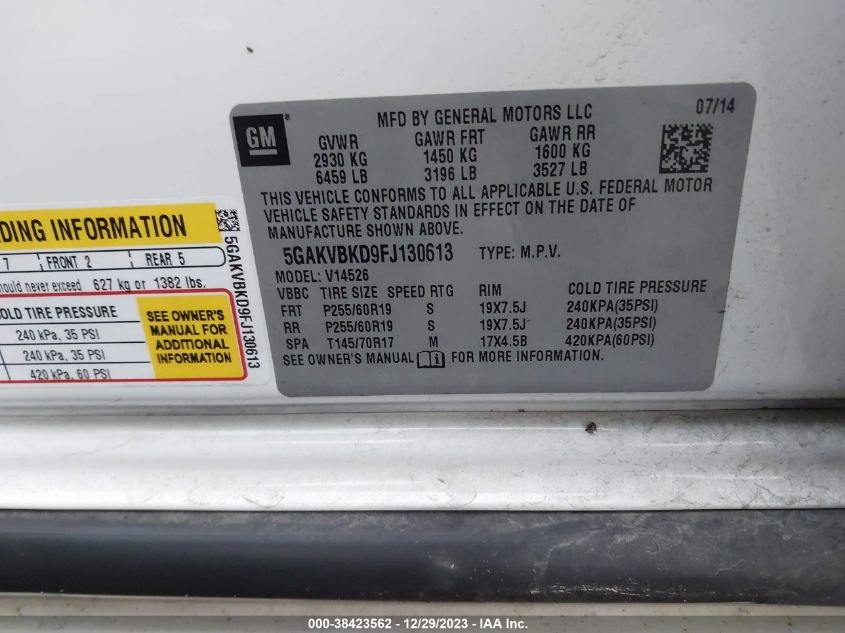 MFD BY GENERAL MOTORS LLC 07/14
GM
GVWR GAWR FRT GAWR RR
2930 KG 1450 KG 1600 KG
6459 LB 3196 LB 3527 LB
THIS VEHICLE CONFORMS TO ALL APPLICABLE U.S. FEDERAL MOTOR
VEHICLE SAFETY STANDARDS IN EFFECT ON THE DATE OF
MANUFACTURE SHOWN ABOVE.
5GAKVBKD9FJ130613 TYPE: M.P.V.
MODEL: V14526
VBBC TIRE SIZE SPEED RTG RIM COLD TIRE PRESSURE
FRT P255/60R19 S 19X7.5J 240KPA(35PSI)
RR P255/60R19 S 19X7.5J 240KPA(35PSI)
SPA T145/70R17 M 17X4.5B 420KPA(60PSI)
SEE OWNER'S MANUAL FOR MORE INFORMATION.
DING INFORMATION
7 FRONT 2 REAR 5
hould never exceed 627 kg or 1382 lbs.
COLD TIRE PRESSURE
240 kPa, 35 PSI
240 kPa, 35 PSI
420 kPa, 60 PSI
SEE OWNER'S
MANUAL FOR
ADDITIONAL
INFORMATION
5GAKVBKD9FJ130613
000-38423562 - 12/29/2023 - IAA Inc.